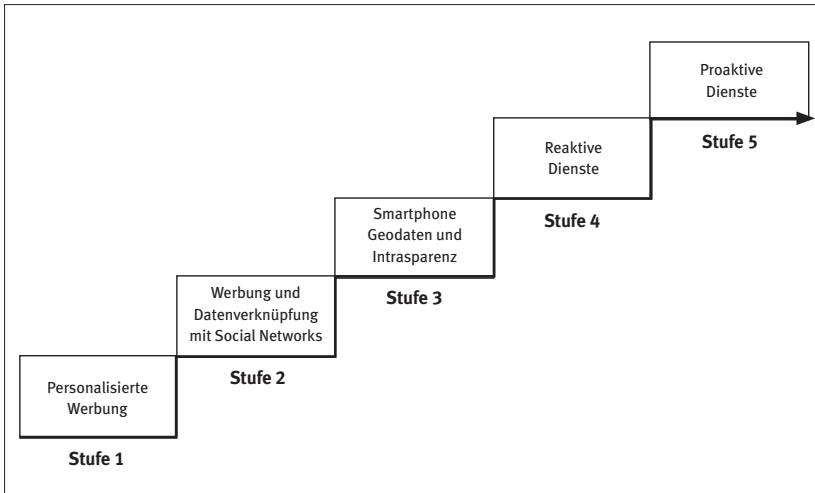 Proaktive
Dienste
Stufe 5
Reaktive
Dienste
Stufe 4
Smartphone
Geodaten und
Intrasparenz
Stufe 3
Werbung und
Datenverknüpfung
mit Social Networks
Stufe 2
Personalisierte
Werbung
Stufe 1